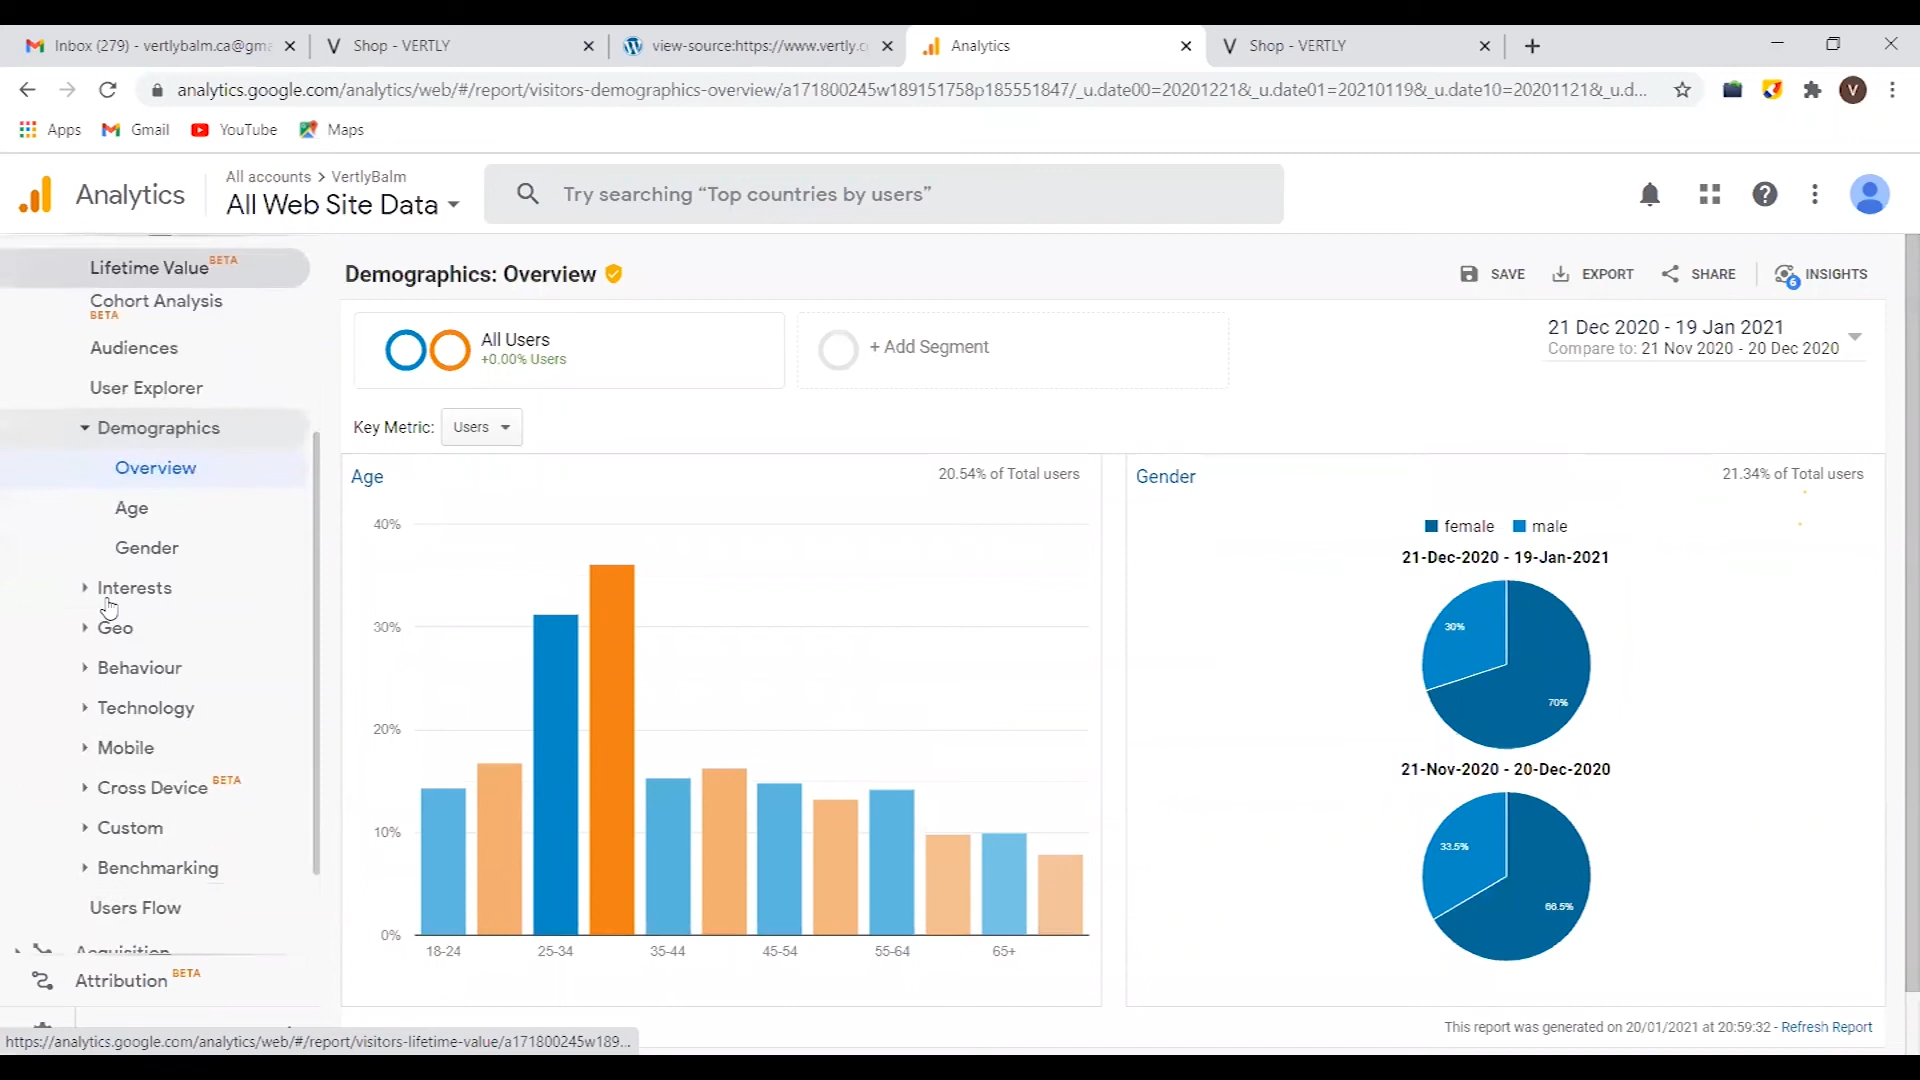 Inbox (279) - vertlybalm.ca@gma
Shop - VERTLY
view-source:https://www.vertly.c
Analytics
Shop - VERTLY
analytics.google.com/analytics/web/#/report/visitors-demographics-overview/a171800245w189151758p185551847/_u.date00=20201221&_u.date01=20210119&_u.date10=20201121&_u.d...
V
Apps
Gmail
YouTube
Maps
Analytics
All accounts > VertlyBalm
All Web Site Data
Try searching “Top countries by users”
Lifetime Value BETA
Cohort Analysis
BETA
Audiences
User Explorer
Demographics
Overview
Age
Gender
Interests
Geo
Behaviour
Technology
Mobile
Cross Device BETA
Custom
Benchmarking
Users Flow
Acquisition
Attribution BETA
https://analytics.google.com/analytics/web/#/report/visitors-lifetime-value/a171800245w189...
Demographics: Overview
SAVE
EXPORT
SHARE
6
INSIGHTS
All Users
+0.00% Users
+ Add Segment
21 Dec 2020 - 19 Jan 2021
Compare to: 21 Nov 2020 - 20 Dec 2020
Key Metric:
Users
Age
20.54% of Total users
40%
30%
20%
10%
0%
18-24
25-34
35-44
45-54
55-64
65+
Gender
21.34% of Total users
female
male
21-Dec-2020 - 19-Jan-2021
30%
70%
21-Nov-2020 - 20-Dec-2020
33.5%
66.5%
This report was generated on 20/01/2021 at 20:59:32 - Refresh Report